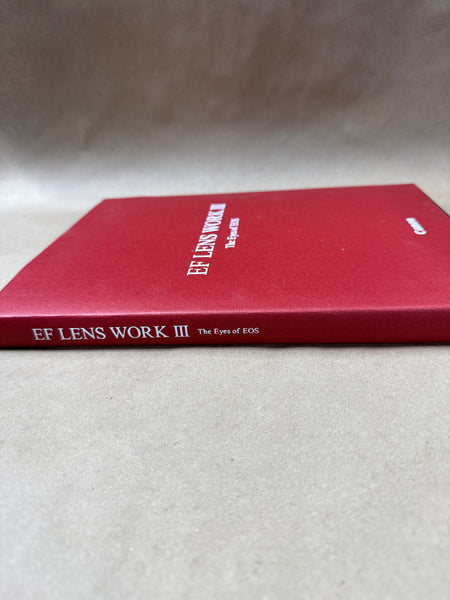 EF LENS WORK III
The Eyes of EOS
Canon
EF LENS WORK III The Eyes of EOS